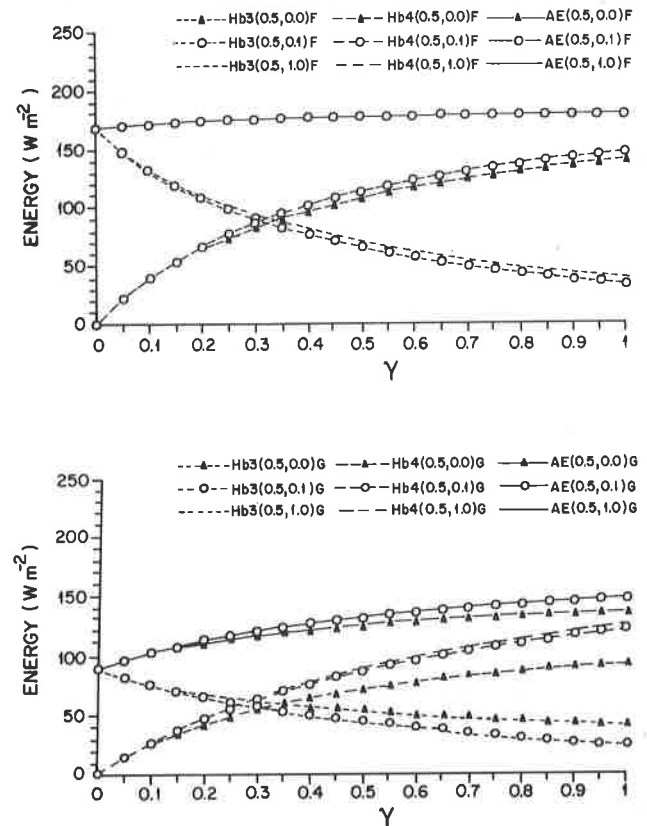 Hb3(0.5,0.0)F Hb4(0.5,0.0)F AE(0.5,0.0)F
Hb3(0.5,0.1)F Hb4(0.5,0.1)F AE(0.5,0.1)F
Hb3(0.5,1.0)F Hb4(0.5,1.0)F AE(0.5,1.0)F
250
200
150
100
50
0
ENERGY (W m⁻²)
0 0.1 0.2 0.3 0.4 0.5 0.6 0.7 0.8 0.9 1
γ
Hb3(0.5,0.0)G Hb4(0.5,0.0)G AE(0.5,0.0)G
Hb3(0.5,0.1)G Hb4(0.5,0.1)G AE(0.5,0.1)G
Hb3(0.5,1.0)G Hb4(0.5,1.0)G AE(0.5,1.0)G
250
200
150
100
50
0
ENERGY (W m⁻²)
0 0.1 0.2 0.3 0.4 0.5 0.6 0.7 0.8 0.9 1
γ